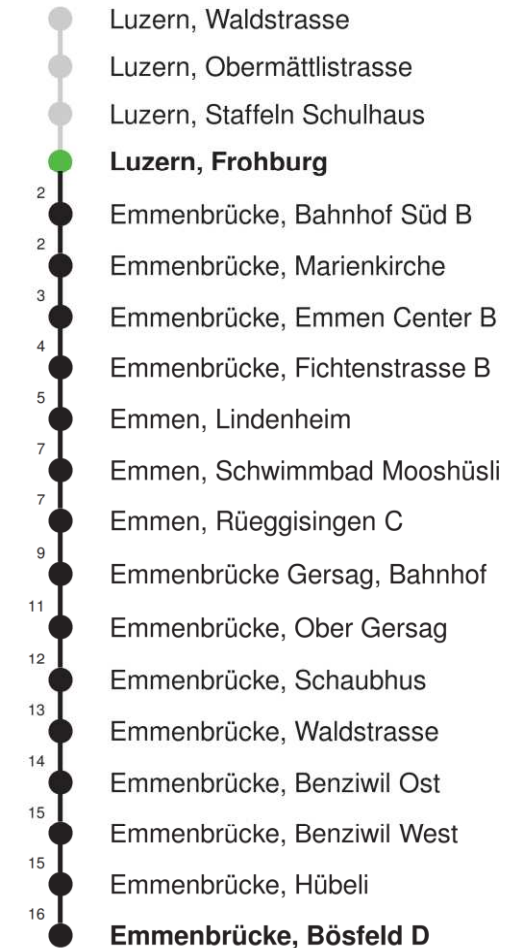 Luzern, Waldstrasse
Luzern, Obermättlistrasse
Luzern, Staffeln Schulhaus
Luzern, Frohburg
2 Emmenbrücke, Bahnhof Süd B
2 Emmenbrücke, Marienkirche
3 Emmenbrücke, Emmen Center B
4 Emmenbrücke, Fichtenstrasse B
5 Emmen, Lindenheim
7 Emmen, Schwimmbad Mooshüsli
7 Emmen, Rüeggisingen C
9 Emmenbrücke Gersag, Bahnhof
11 Emmenbrücke, Ober Gersag
12 Emmenbrücke, Schaubhus
13 Emmenbrücke, Waldstrasse
14 Emmenbrücke, Benziwil Ost
15 Emmenbrücke, Benziwil West
15 Emmenbrücke, Hübeli
16 Emmenbrücke, Bösfeld D